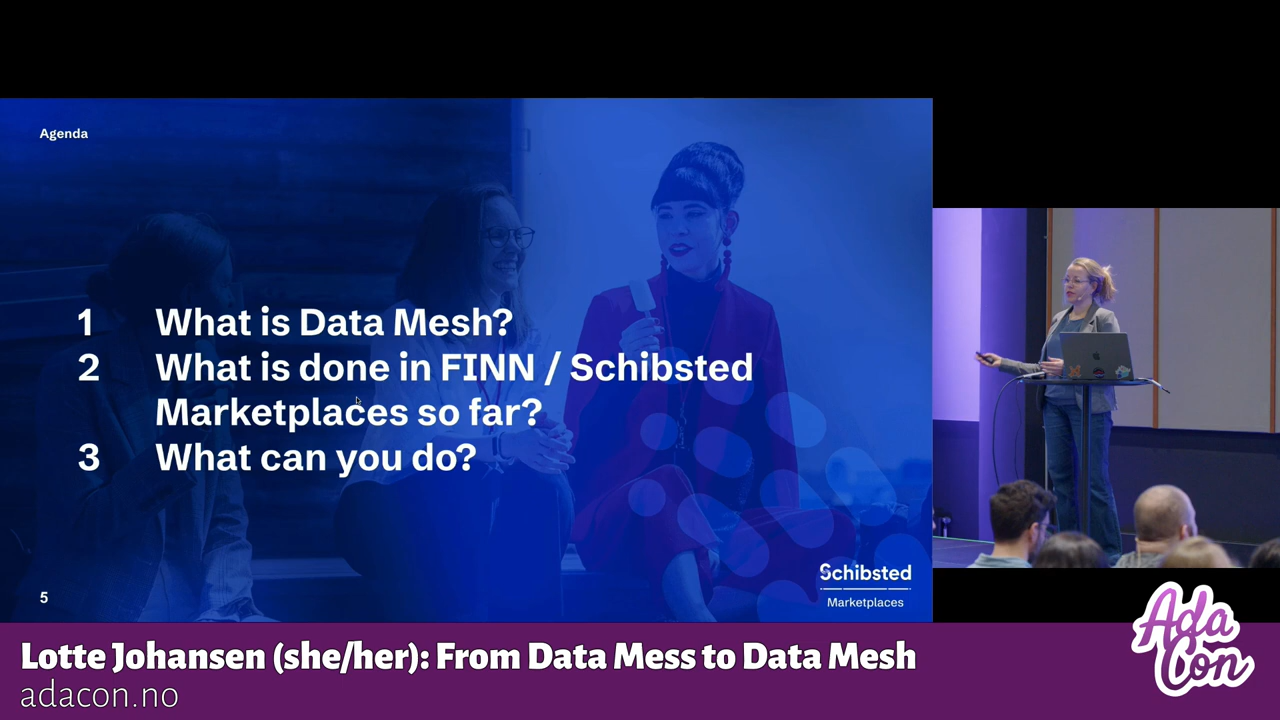 Agenda
1 What is Data Mesh?
2 What is done in FINN / Schibsted
Marketplaces so far?
3 What can you do?
5
Schibsted
Marketplaces
Lotte Johansen (she/her): From Data Mess to Data Mesh
adacon.no
Ada
Con